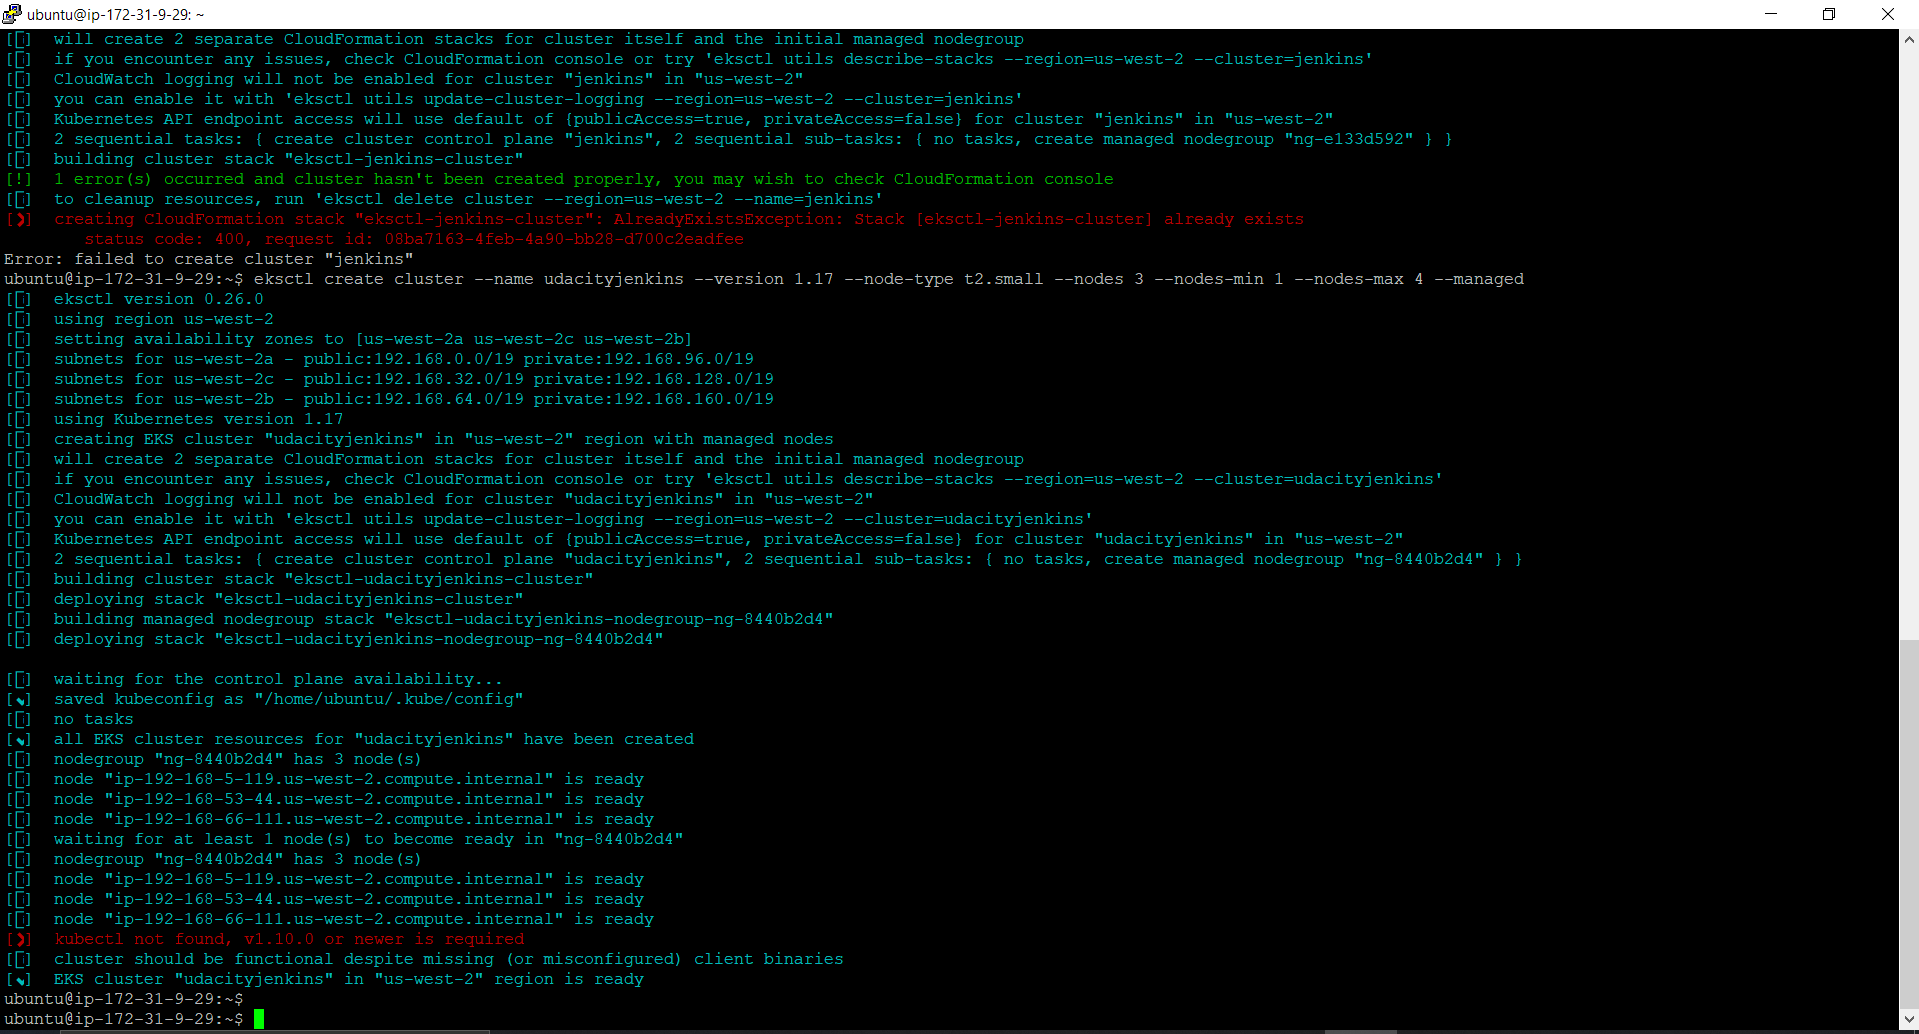 ubuntu@ip-172-31-9-29: ~
[ℹ]  will create 2 separate CloudFormation stacks for cluster itself and the initial managed nodegroup
[ℹ]  if you encounter any issues, check CloudFormation console or try 'eksctl utils describe-stacks --region=us-west-2 --cluster=jenkins'
[ℹ]  CloudWatch logging will not be enabled for cluster "jenkins" in "us-west-2"
[ℹ]  you can enable it with 'eksctl utils update-cluster-logging --region=us-west-2 --cluster=jenkins'
[ℹ]  Kubernetes API endpoint access will use default of {publicAccess=true, privateAccess=false} for cluster "jenkins" in "us-west-2"
[ℹ]  2 sequential tasks: { create cluster control plane "jenkins", 2 sequential sub-tasks: { no tasks, create managed nodegroup "ng-e133d592" } }
[ℹ]  building cluster stack "eksctl-jenkins-cluster"
[!]  1 error(s) occurred and cluster hasn't been created properly, you may wish to check CloudFormation console
[ℹ]  to cleanup resources, run 'eksctl delete cluster --region=us-west-2 --name=jenkins'
[✖]  creating CloudFormation stack "eksctl-jenkins-cluster": AlreadyExistsException: Stack [eksctl-jenkins-cluster] already exists
status code: 400, request id: 08ba7163-4feb-4a90-bb28-d700c2eadfee
Error: failed to create cluster "jenkins"
ubuntu@ip-172-31-9-29:~$ eksctl create cluster --name udacityjenkins --version 1.17 --node-type t2.small --nodes 3 --nodes-min 1 --nodes-max 4 --managed
[ℹ]  eksctl version 0.26.0
[ℹ]  using region us-west-2
[ℹ]  setting availability zones to [us-west-2a us-west-2c us-west-2b]
[ℹ]  subnets for us-west-2a - public:192.168.0.0/19 private:192.168.96.0/19
[ℹ]  subnets for us-west-2c - public:192.168.32.0/19 private:192.168.128.0/19
[ℹ]  subnets for us-west-2b - public:192.168.64.0/19 private:192.168.160.0/19
[ℹ]  using Kubernetes version 1.17
[ℹ]  creating EKS cluster "udacityjenkins" in "us-west-2" region with managed nodes
[ℹ]  will create 2 separate CloudFormation stacks for cluster itself and the initial managed nodegroup
[ℹ]  if you encounter any issues, check CloudFormation console or try 'eksctl utils describe-stacks --region=us-west-2 --cluster=udacityjenkins'
[ℹ]  CloudWatch logging will not be enabled for cluster "udacityjenkins" in "us-west-2"
[ℹ]  you can enable it with 'eksctl utils update-cluster-logging --region=us-west-2 --cluster=udacityjenkins'
[ℹ]  Kubernetes API endpoint access will use default of {publicAccess=true, privateAccess=false} for cluster "udacityjenkins" in "us-west-2"
[ℹ]  2 sequential tasks: { create cluster control plane "udacityjenkins", 2 sequential sub-tasks: { no tasks, create managed nodegroup "ng-8440b2d4" } }
[ℹ]  building cluster stack "eksctl-udacityjenkins-cluster"
[ℹ]  deploying stack "eksctl-udacityjenkins-cluster"
[ℹ]  building managed nodegroup stack "eksctl-udacityjenkins-nodegroup-ng-8440b2d4"
[ℹ]  deploying stack "eksctl-udacityjenkins-nodegroup-ng-8440b2d4"
[ℹ]  waiting for the control plane availability...
[✔]  saved kubeconfig as "/home/ubuntu/.kube/config"
[ℹ]  no tasks
[✔]  all EKS cluster resources for "udacityjenkins" have been created
[ℹ]  nodegroup "ng-8440b2d4" has 3 node(s)
[ℹ]  node "ip-192-168-5-119.us-west-2.compute.internal" is ready
[ℹ]  node "ip-192-168-53-44.us-west-2.compute.internal" is ready
[ℹ]  node "ip-192-168-66-111.us-west-2.compute.internal" is ready
[ℹ]  waiting for at least 1 node(s) to become ready in "ng-8440b2d4"
[ℹ]  nodegroup "ng-8440b2d4" has 3 node(s)
[ℹ]  node "ip-192-168-5-119.us-west-2.compute.internal" is ready
[ℹ]  node "ip-192-168-53-44.us-west-2.compute.internal" is ready
[ℹ]  node "ip-192-168-66-111.us-west-2.compute.internal" is ready
[✖]  kubectl not found, v1.10.0 or newer is required
[ℹ]  cluster should be functional despite missing (or misconfigured) client binaries
[✔]  EKS cluster "udacityjenkins" in "us-west-2" region is ready
ubuntu@ip-172-31-9-29:~$
ubuntu@ip-172-31-9-29:~$